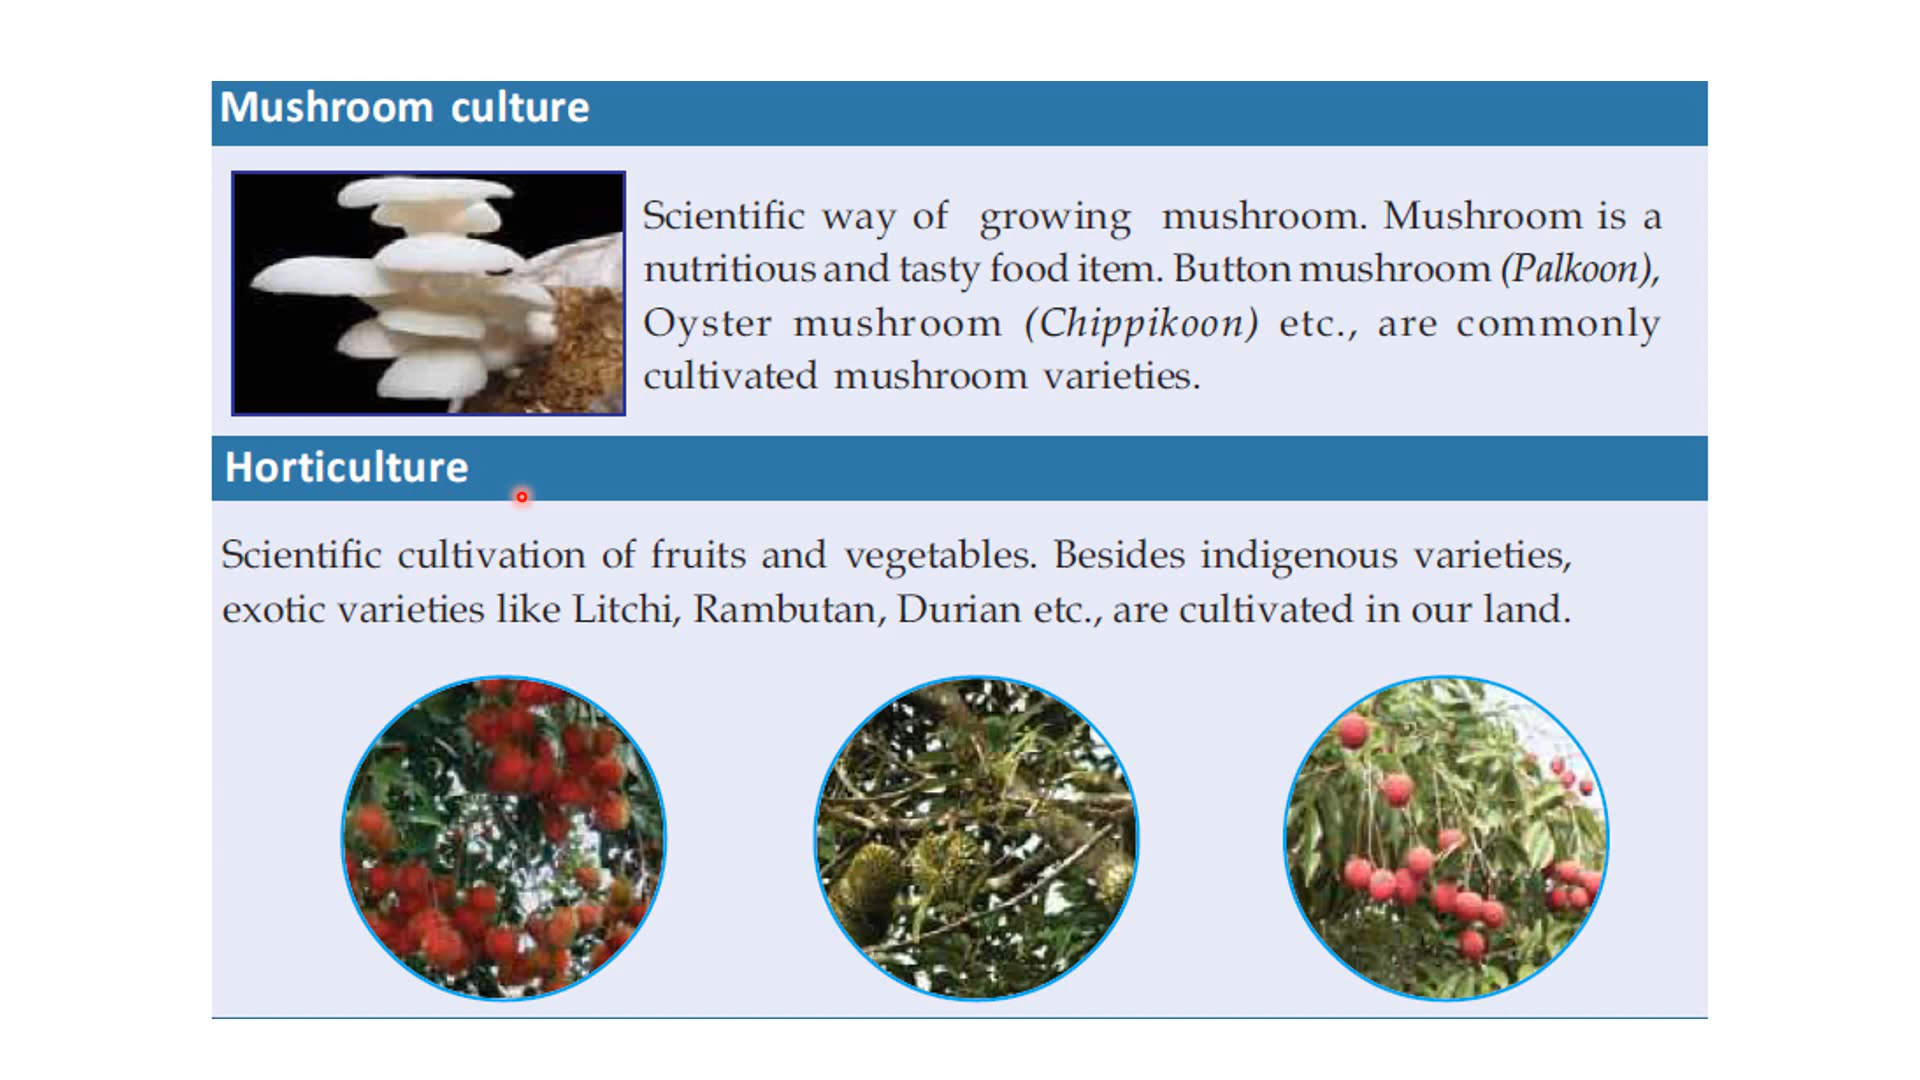 Mushroom culture
Scientific way of growing mushroom. Mushroom is a
nutritious and tasty food item. Button mushroom (Palkoon),
Oyster mushroom (Chippikoon) etc., are commonly
cultivated mushroom varieties.
Horticulture
Scientific cultivation of fruits and vegetables. Besides indigenous varieties,
exotic varieties like Litchi, Rambutan, Durian etc., are cultivated in our land.